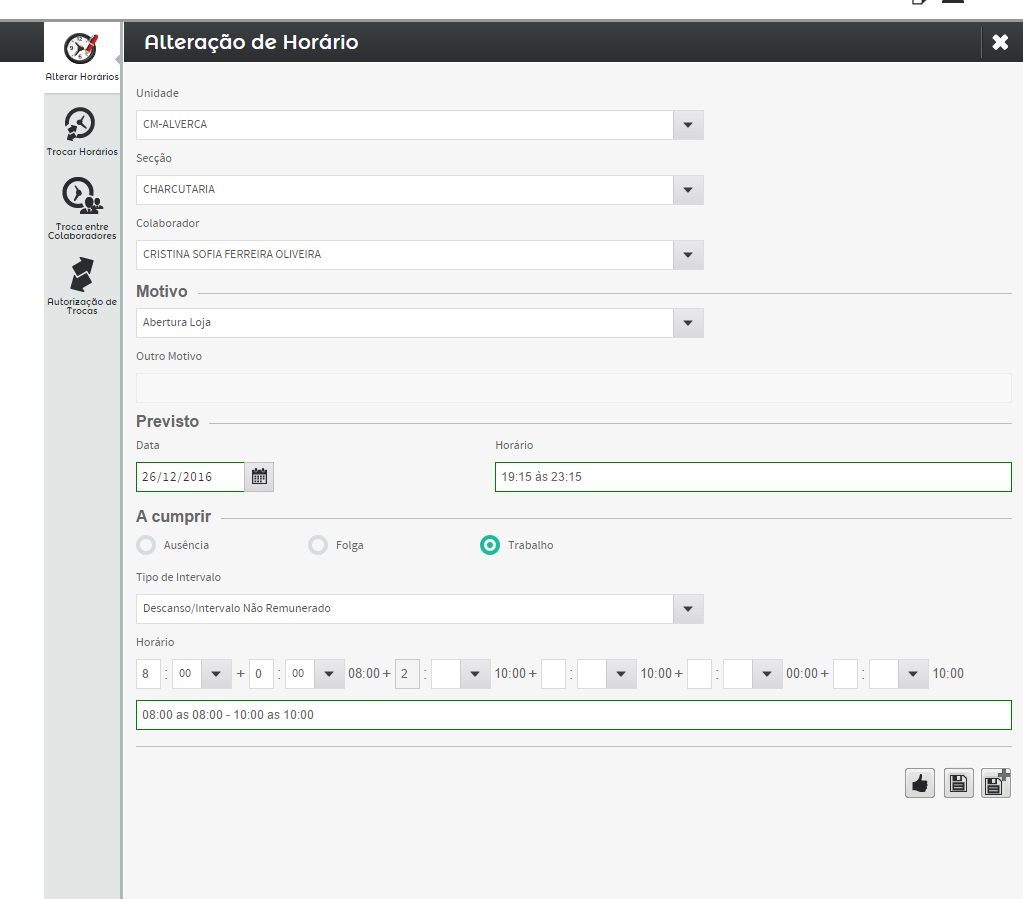 Alteração de Horário
Alterar Horários
Trocar Horários
Troca entre
Colaboradores
Autorização de
Trocas
Unidade
CM-ALVERCA
Secção
CHARCUTARIA
Colaborador
CRISTINA SOFIA FERREIRA OLIVEIRA
Motivo
Abertura Loja
Outro Motivo
Previsto
Data Horário
26/12/2016 19:15 às 23:15
A cumprir
Ausência Folga Trabalho
Tipo de Intervalo
Descanso/Intervalo Não Remunerado
Horário
8 : 00 + 0 : 00 08:00 + 2 : 10:00 + : 10:00 + : 00:00 + : 10:00
08:00 as 08:00 - 10:00 as 10:00